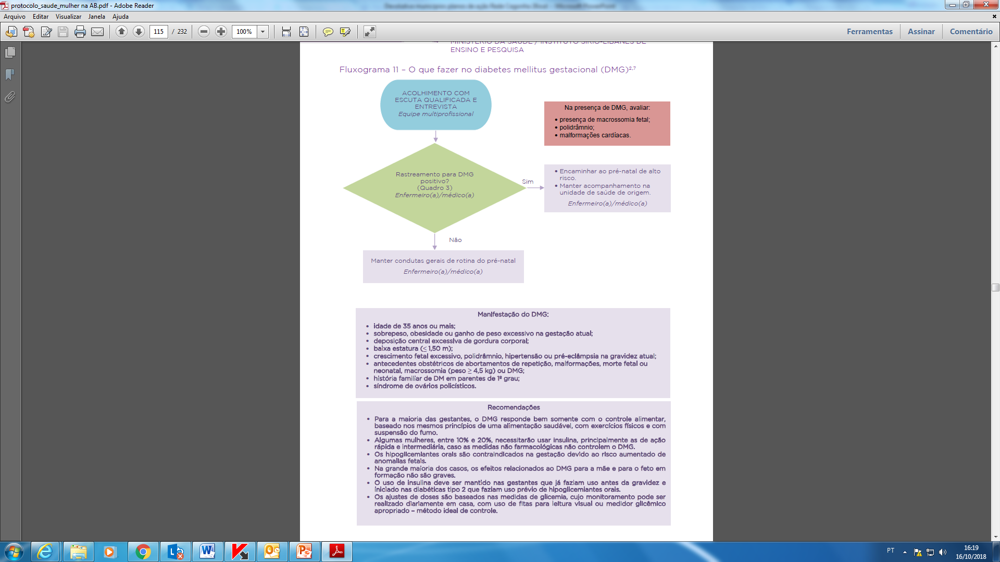 protocolo_saude_mulher na AB.pdf - Adobe Reader
Arquivo Editar Visualizar Janela Ajuda
115 / 232 100% Ferramentas Assinar Comentário
MINISTÉRIO DA SAÚDE / INSTITUTO SÍRIO-LIBANÊS DE
ENSINO E PESQUISA
Fluxograma 11 – O que fazer no diabetes mellitus gestacional (DMG)²,⁷
ACOLHIMENTO COM
ESCUTA QUALIFICADA E
ENTREVISTA
Equipe multiprofissional
Na presença de DMG, avaliar:
• presença de macrossomia fetal;
• polidrâmnio;
• malformações cardíacas.
Rastreamento para DMG
positivo?
(Quadro 3)
Enfermeiro(a)/médico(a)
Sim
• Encaminhar ao pré-natal de alto
risco.
• Manter acompanhamento na
unidade de saúde de origem.
Enfermeiro(a)/médico(a)
Não
Manter condutas gerais de rotina do pré-natal
Enfermeiro(a)/médico(a)
Manifestação do DMG:
• idade de 35 anos ou mais;
• sobrepeso, obesidade ou ganho de peso excessivo na gestação atual;
• deposição central excessiva de gordura corporal;
• baixa estatura (≤ 1,50 m);
• crescimento fetal excessivo, polidrâmnio, hipertensão ou pré-eclâmpsia na gravidez atual;
• antecedentes obstétricos de abortamentos de repetição, malformações, morte fetal ou
neonatal, macrossomia (peso ≥ 4,5 kg) ou DMG;
• história familiar de DM em parentes de 1º grau;
• síndrome de ovários policísticos.
Recomendações
• Para a maioria das gestantes, o DMG responde bem somente com o controle alimentar,
baseado nos mesmos princípios de uma alimentação saudável, com exercícios físicos e com
suspensão do fumo.
• Algumas mulheres, entre 10% e 20%, necessitarão usar insulina, principalmente as de ação
rápida e intermediária, caso as medidas não farmacológicas não controlem o DMG.
• Os hipoglicemiantes orais são contraindicados na gestação devido ao risco aumentado de
anomalias fetais.
• Na grande maioria dos casos, os efeitos relacionados ao DMG para a mãe e para o feto em
formação não são graves.
• O uso de insulina deve ser mantido nas gestantes que já faziam uso antes da gravidez e
iniciado nas diabéticas tipo 2 que faziam uso prévio de hipoglicemiantes orais.
• Os ajustes de doses são baseados nas medidas de glicemia, cujo monitoramento pode ser
realizado diariamente em casa, com uso de fitas para leitura visual ou medidor glicêmico
apropriado – método ideal de controle.
PT
16:19
16/10/2018